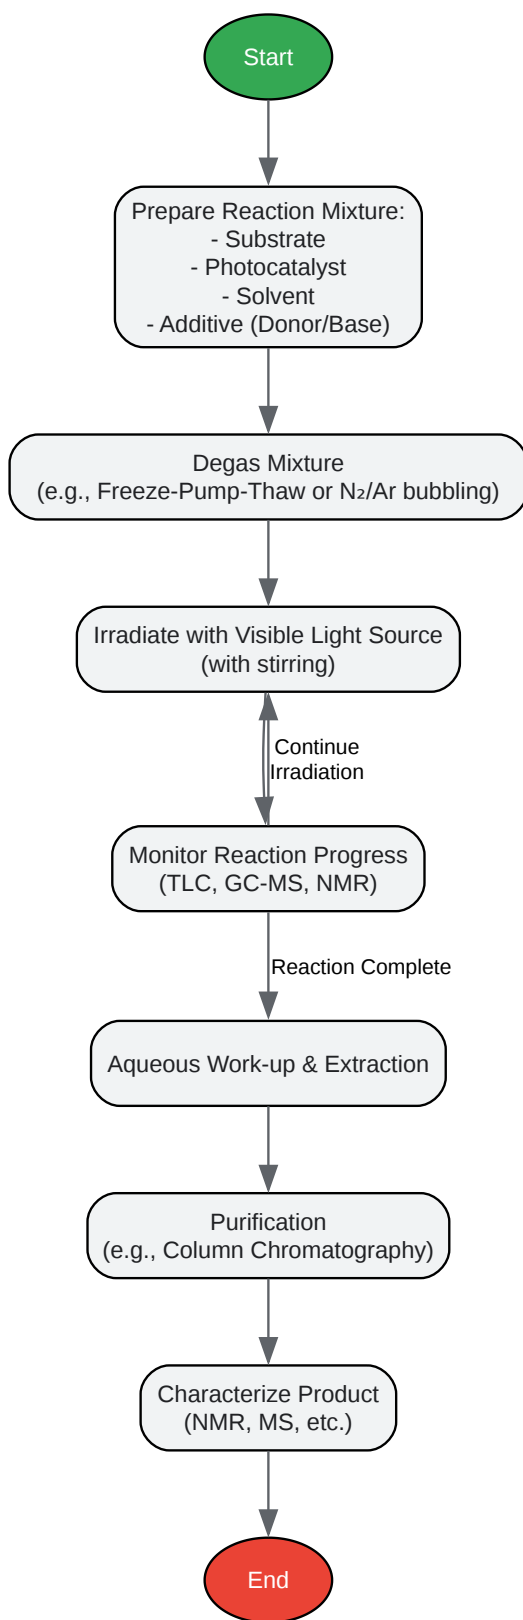 Start
Prepare Reaction Mixture:
- Substrate
- Photocatalyst
- Solvent
- Additive (Donor/Base)
Degas Mixture
(e.g., Freeze-Pump-Thaw or N₂/Ar bubbling)
Irradiate with Visible Light Source
(with stirring)
Continue
Irradiation
Monitor Reaction Progress
(TLC, GC-MS, NMR)
Reaction Complete
Aqueous Work-up & Extraction
Purification
(e.g., Column Chromatography)
Characterize Product
(NMR, MS, etc.)
End